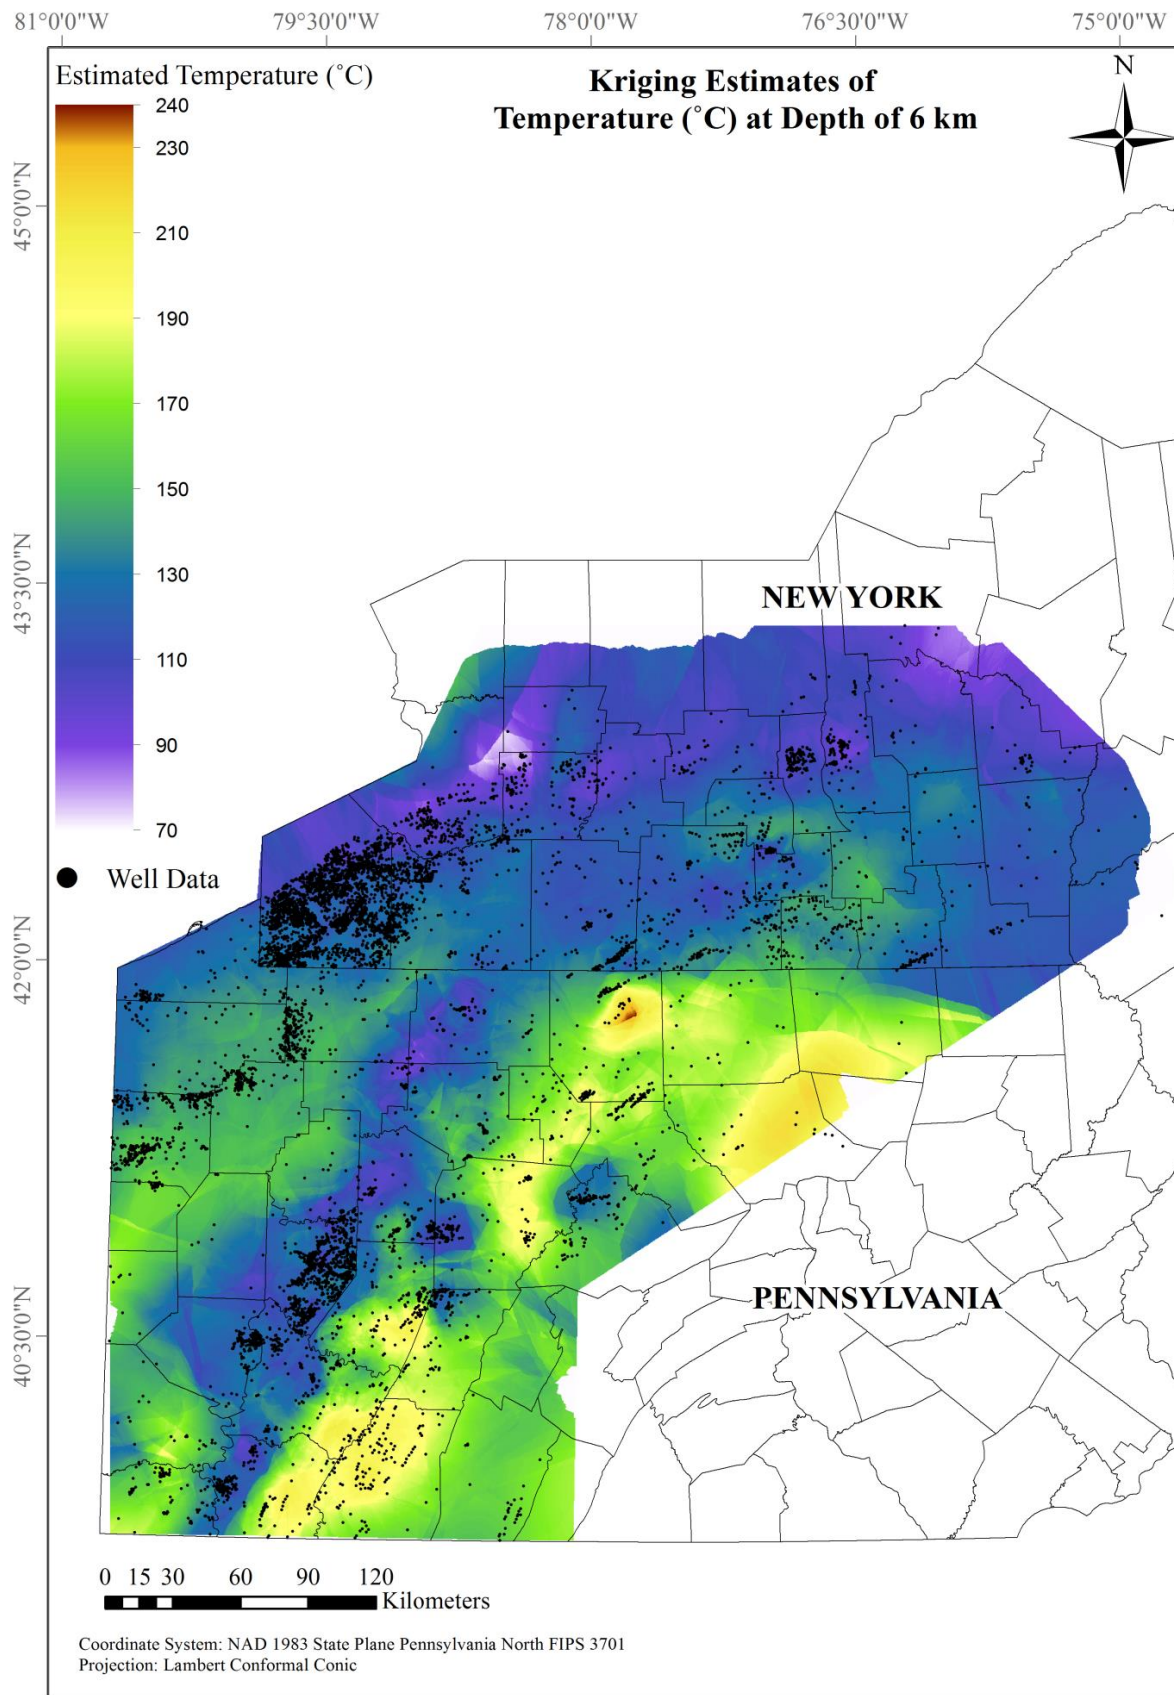 81°0'0"W
79°30'0"W
78°0'0"W
76°30'0"W
75°0'0"W
Estimated Temperature (˚C)
240
230
210
190
170
150
130
110
90
70
Well Data
Kriging Estimates of
Temperature (˚C) at Depth of 6 km
N
45°0'0"N
43°30'0"N
42°0'0"N
40°30'0"N
NEW YORK
PENNSYLVANIA
0 15 30 60 90 120
Kilometers
Coordinate System: NAD 1983 State Plane Pennsylvania North FIPS 3701
Projection: Lambert Conformal Conic